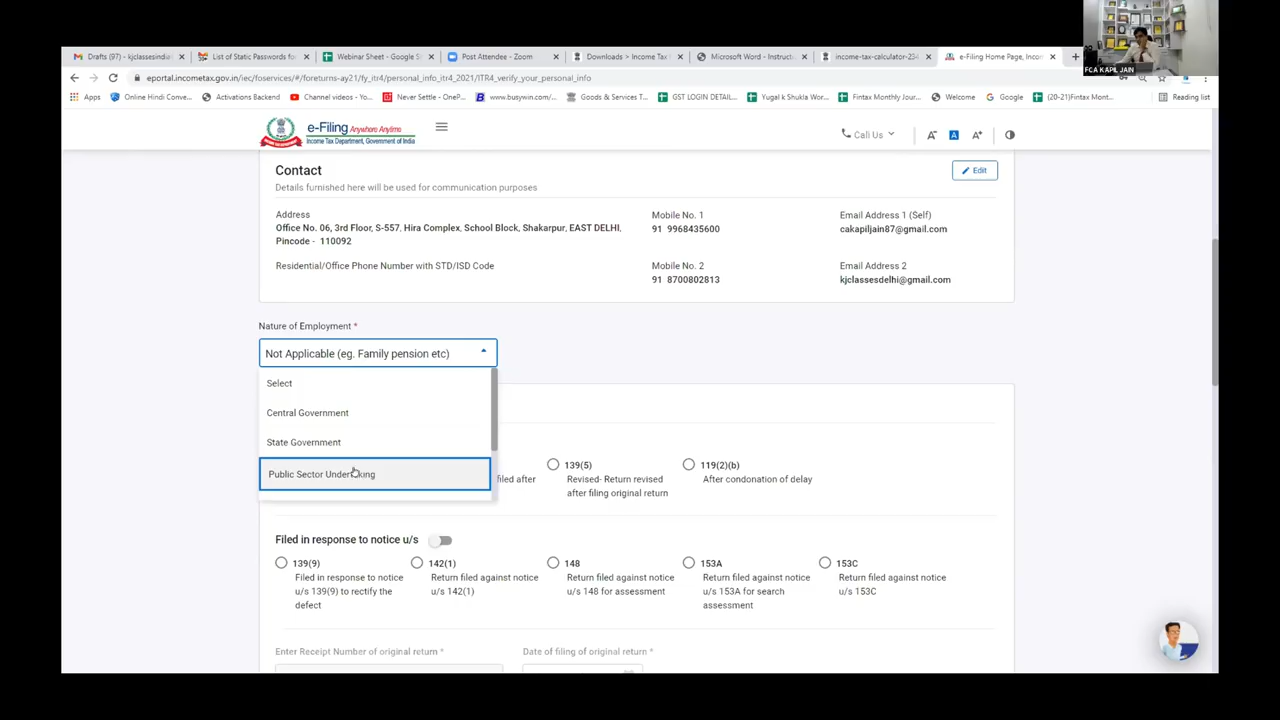 Drafts (97) - kjclassesindia
List of Static Passwords fo
Webinar Sheet - Google S
Post Attendee - Zoom
Downloads > Income Tax
Microsoft Word - Instruct
income-tax-calculator-234
e-Filing Home Page, Incom
eportal.incometax.gov.in/iec/foservices/#/foreturns-ay21/fy_itr4/personal_info_itr4_2021/ITR4_verify_your_personal_info
FCA KAPIL JAIN
Apps
Online Hindi Conve...
Activations Backend
Channel videos - Yo...
Never Settle - OneP...
www.busywin.com/...
Goods & Services T...
GST LOGIN DETAIL...
Yugal k Shukla Wor...
Fintax Monthly Jour...
Welcome
Google
(20-21)Fintax Mont...
Reading list
e-Filing Anywhere Anytime
Income Tax Department, Government of India
Call Us
A-
A
A+
Contact
Edit
Details furnished here will be used for communication purposes
Address
Mobile No. 1
Email Address 1 (Self)
Office No. 06, 3rd Floor, S-557, Hira Complex, School Block, Shakarpur, EAST DELHI,
Pincode - 110092
91 9968435600
cakapiljain87@gmail.com
Residential/Office Phone Number with STD/ISD Code
Mobile No. 2
Email Address 2
91 8700802813
kjclassesdelhi@gmail.com
Nature of Employment *
Not Applicable (eg. Family pension etc)
Select
Central Government
State Government
Public Sector Undertaking
filed after
139(5)
Revised- Return revised
after filing original return
119(2)(b)
After condonation of delay
Filed in response to notice u/s
139(9)
Filed in response to notice
u/s 139(9) to rectify the
defect
142(1)
Return filed against notice
u/s 142(1)
148
Return filed against notice
u/s 148 for assessment
153A
Return filed against notice
u/s 153A for search
assessment
153C
Return filed against notice
u/s 153C
Enter Receipt Number of original return *
Date of filing of original return *